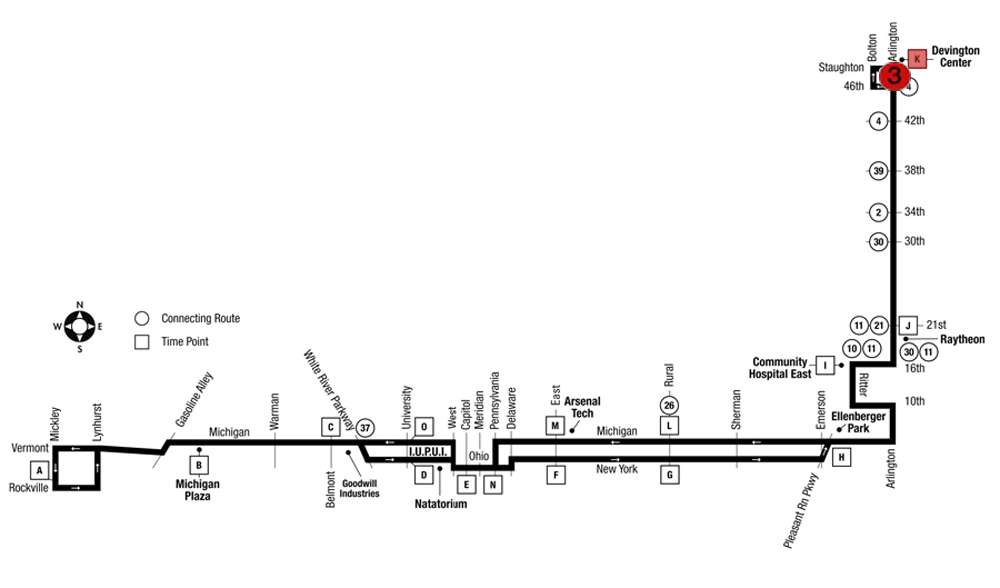 Bolton
Arlington
K
Devington
Center
Staughton
3
46th
4
4
42th
39
38th
2
34th
30
30th
N
W
E
S
Connecting Route
Time Point
11
21
J
21st
Raytheon
10
11
30
11
16th
Community
Hospital East
I
Ritter
10th
Mickley
Lynhurst
Gasoline Alley
Warman
White River Parkway
University
West
Capitol
Meridian
Pennsylvania
Delaware
East
Arsenal
Tech
Rural
26
Sherman
Emerson
Ellenberger
Park
Michigan
C
37
O
M
Michigan
L
Vermont
A
Rockville
B
Michigan
Plaza
Belmont
Goodwill
Industries
I.U.P.U.I.
D
Natatorium
Ohio
E
N
New York
F
G
H
Pleasant Rn Pkwy
Arlington